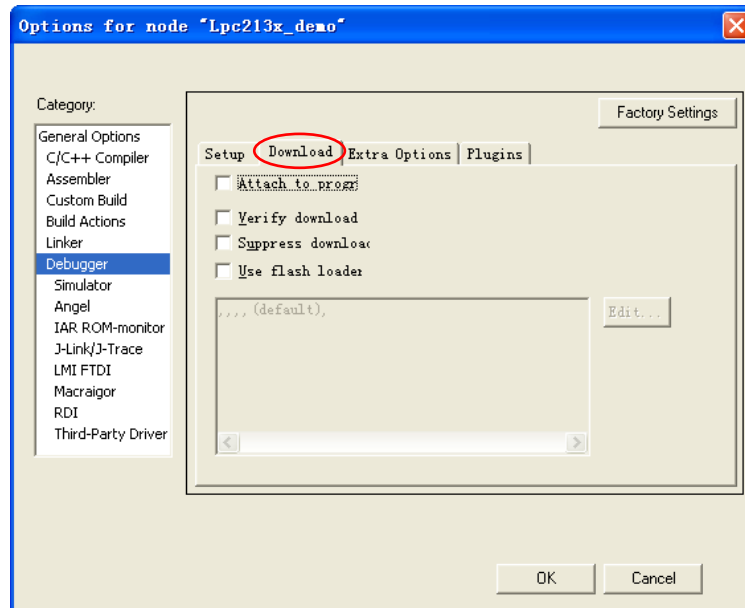 Options for node "Lpc213x_demo"
Category:
General Options
C/C++ Compiler
Assembler
Custom Build
Build Actions
Linker
Debugger
Simulator
Angel
IAR ROM-monitor
J-Link/J-Trace
LMI FTDI
Macraigor
RDI
Third-Party Driver
Factory Settings
Setup Download Extra Options Plugins
Attach to progr
Verify download
Suppress download
Use flash loader
,,,, (default),
Edit...
OK Cancel